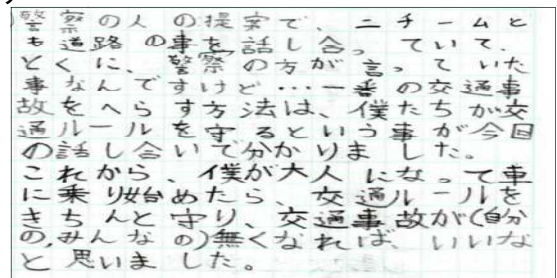 警察の人の提案で、ニチームと
も道路の事を話し合っていて、
とくに、警察の方が言っていた
事なんですけど…一番の交通事
故をへらす方法は、僕たちが交
通ルールを守るという事が今回
の話し合いで分かりました。
これから、僕が大人になって車
に乗り始めたら、交通ルールを
きちんと守り、交通事故が(自分
の,みんなの)無くなれば、いいな
と思いました。